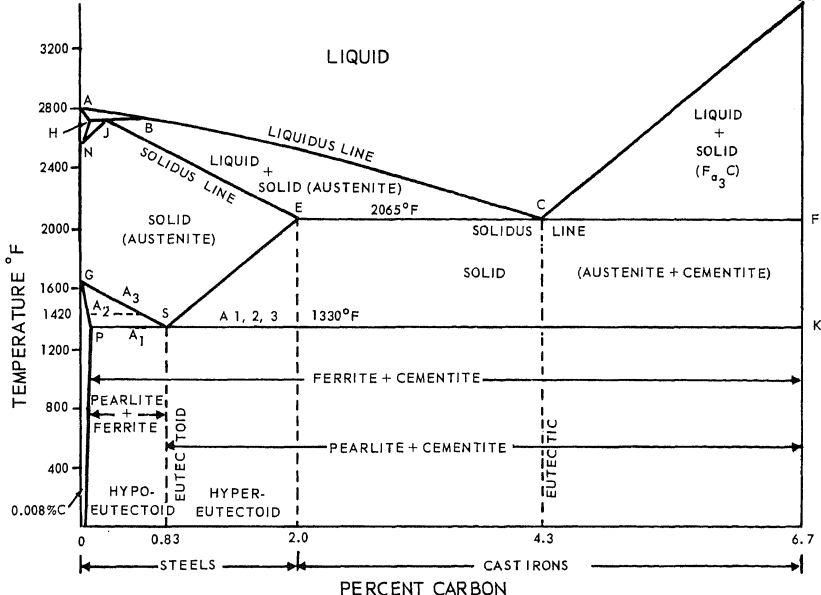 LIQUID
3200
2800
A
H
J
B
N
LIQUIDUS LINE
SOLIDUS LINE
LIQUID
+
SOLID (AUSTENITE)
LIQUID
+
SOLID
(Fa3C)
2400
E
2065°F
C
F
2000
SOLID
(AUSTENITE)
SOLIDUS LINE
SOLID
(AUSTENITE + CEMENTITE)
TEMPERATURE °F
G
1600
A3
A2
1420
S
A 1, 2, 3
1330°F
K
P
A1
1200
FERRITE + CEMENTITE
PEARLITE
+
FERRITE
800
PEARLITE + CEMENTITE
EUTECTOID
EUTECTIC
400
0.008%C
HYPO-
EUTECTOID
HYPER-
EUTECTOID
0
0.83
2.0
4.3
6.7
STEELS
CAST IRONS
PERCENT CARBON